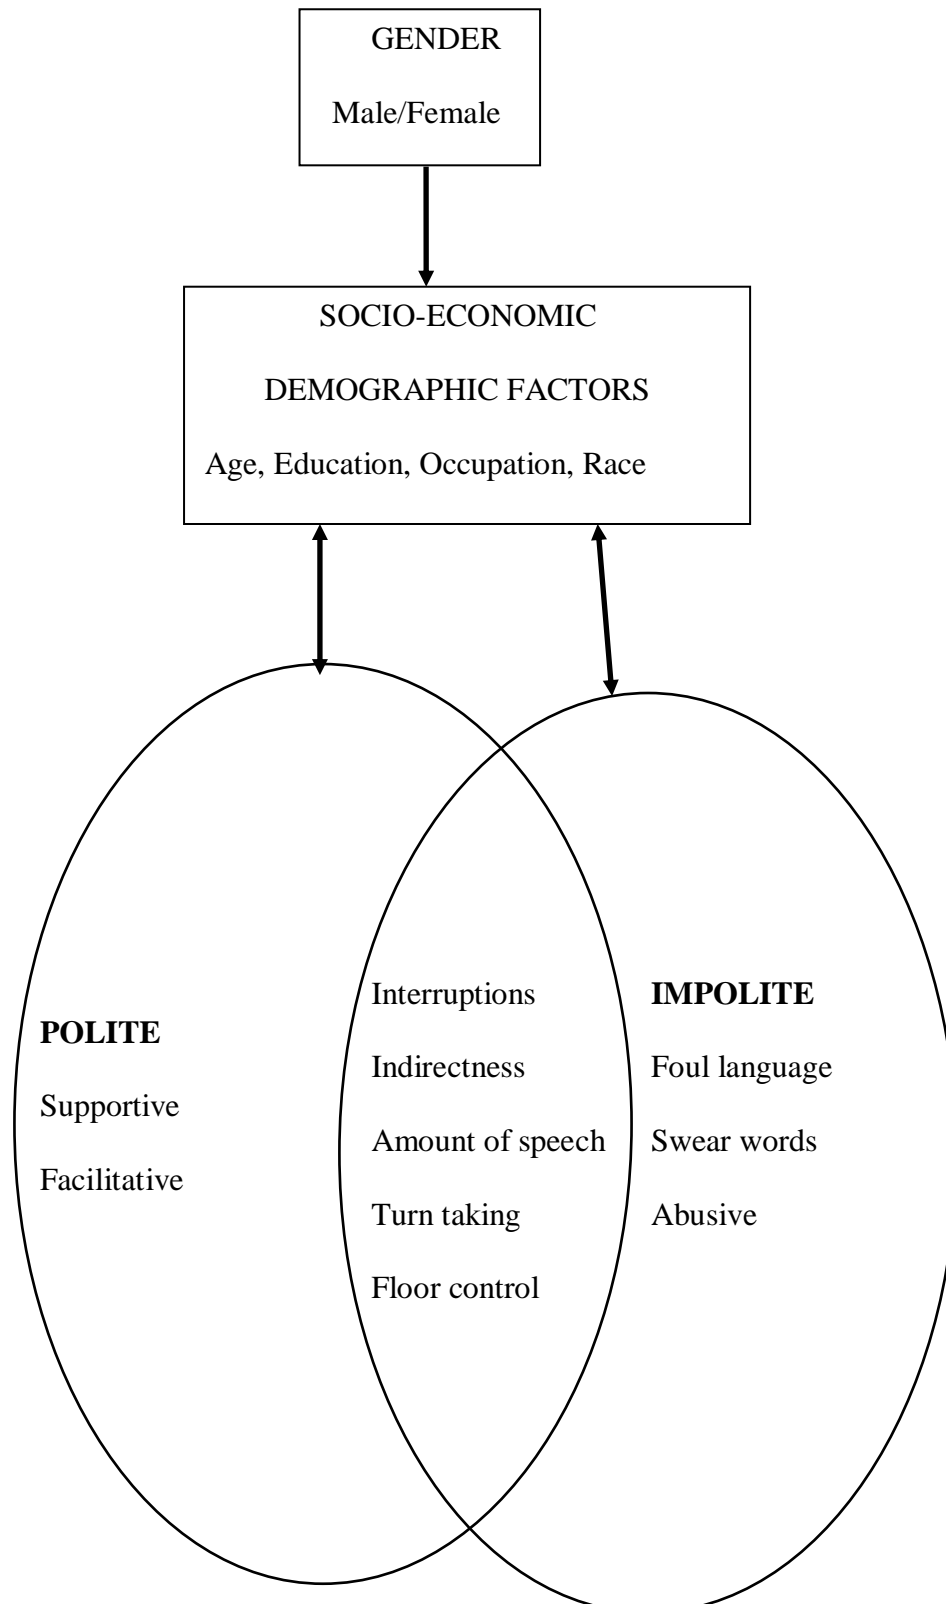 GENDER
Male/Female
SOCIO-ECONOMIC
DEMOGRAPHIC FACTORS
Age, Education, Occupation, Race
POLITE
Supportive
Facilitative
Interruptions
Indirectness
Amount of speech
Turn taking
Floor control
IMPOLITE
Foul language
Swear words
Abusive